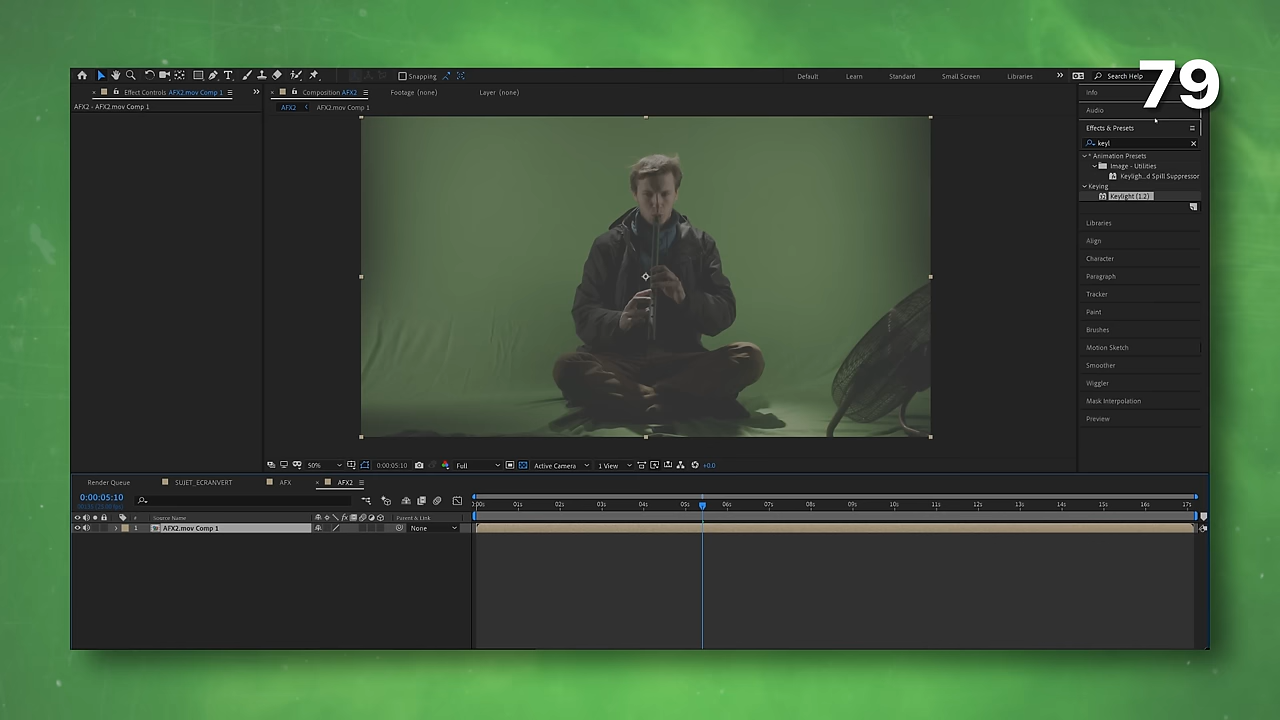 79
Snapping
Default
Learn
Standard
Small Screen
Libraries
Search Help
Effect Controls AFX2.mov Comp 1
Composition AFX2
Footage (none)
Layer (none)
Info
AFX2 · AFX2.mov Comp 1
AFX2
AFX2.mov Comp 1
Audio
Effects & Presets
keyl
* Animation Presets
Image - Utilities
Keyligh...d Spill Suppressor
Keying
Keylight (1.2)
Libraries
Align
Character
Paragraph
Tracker
Paint
Brushes
Motion Sketch
Smoother
Wiggler
Mask Interpolation
Preview
50%
0:00:05:10
Full
Active Camera
1 View
+0.0
Render Queue
SUJET_ECRANVERT
AFX
AFX2
0:00:05:10
:00s 01s 02s 03s 04s 05s 06s 07s 08s 09s 10s 11s 12s 13s 14s 15s 16s 17s
# Source Name
Parent & Link
1 AFX2.mov Comp 1
None